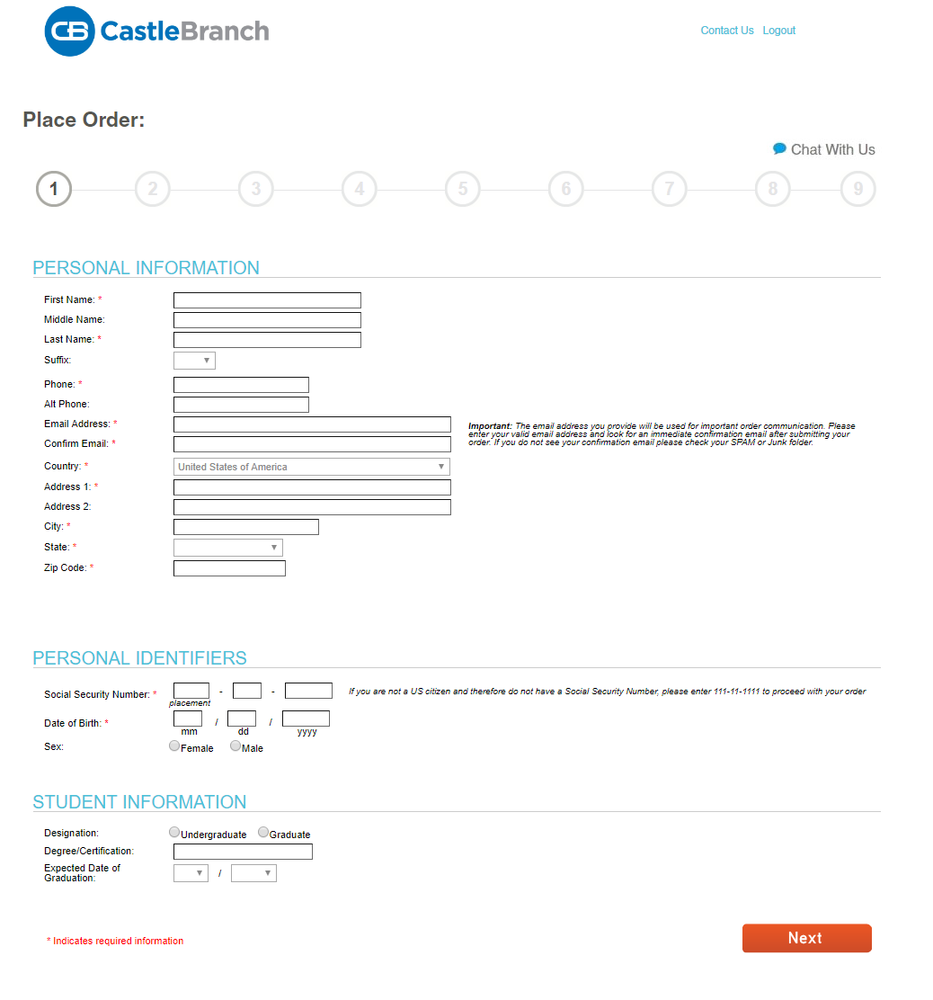 CB CastleBranch
Contact Us Logout
Place Order:
Chat With Us
1 2 3 4 5 6 7 8 9
PERSONAL INFORMATION
First Name: *
Middle Name:
Last Name: *
Suffix:
Phone: *
Alt Phone:
Email Address: *
Confirm Email: *
Important: The email address you provide will be used for important order communication. Please
enter your valid email address and look for an immediate confirmation email after submitting your
order. If you do not see your confirmation email please check your SPAM or Junk folder.
Country: * United States of America
Address 1: *
Address 2:
City: *
State: *
Zip Code: *
PERSONAL IDENTIFIERS
Social Security Number: * - - If you are not a US citizen and therefore do not have a Social Security Number, please enter 111-11-1111 to proceed with your order
placement
Date of Birth: * / /
mm dd yyyy
Sex: Female Male
STUDENT INFORMATION
Designation: Undergraduate Graduate
Degree/Certification:
Expected Date of
Graduation: /
* Indicates required information
Next